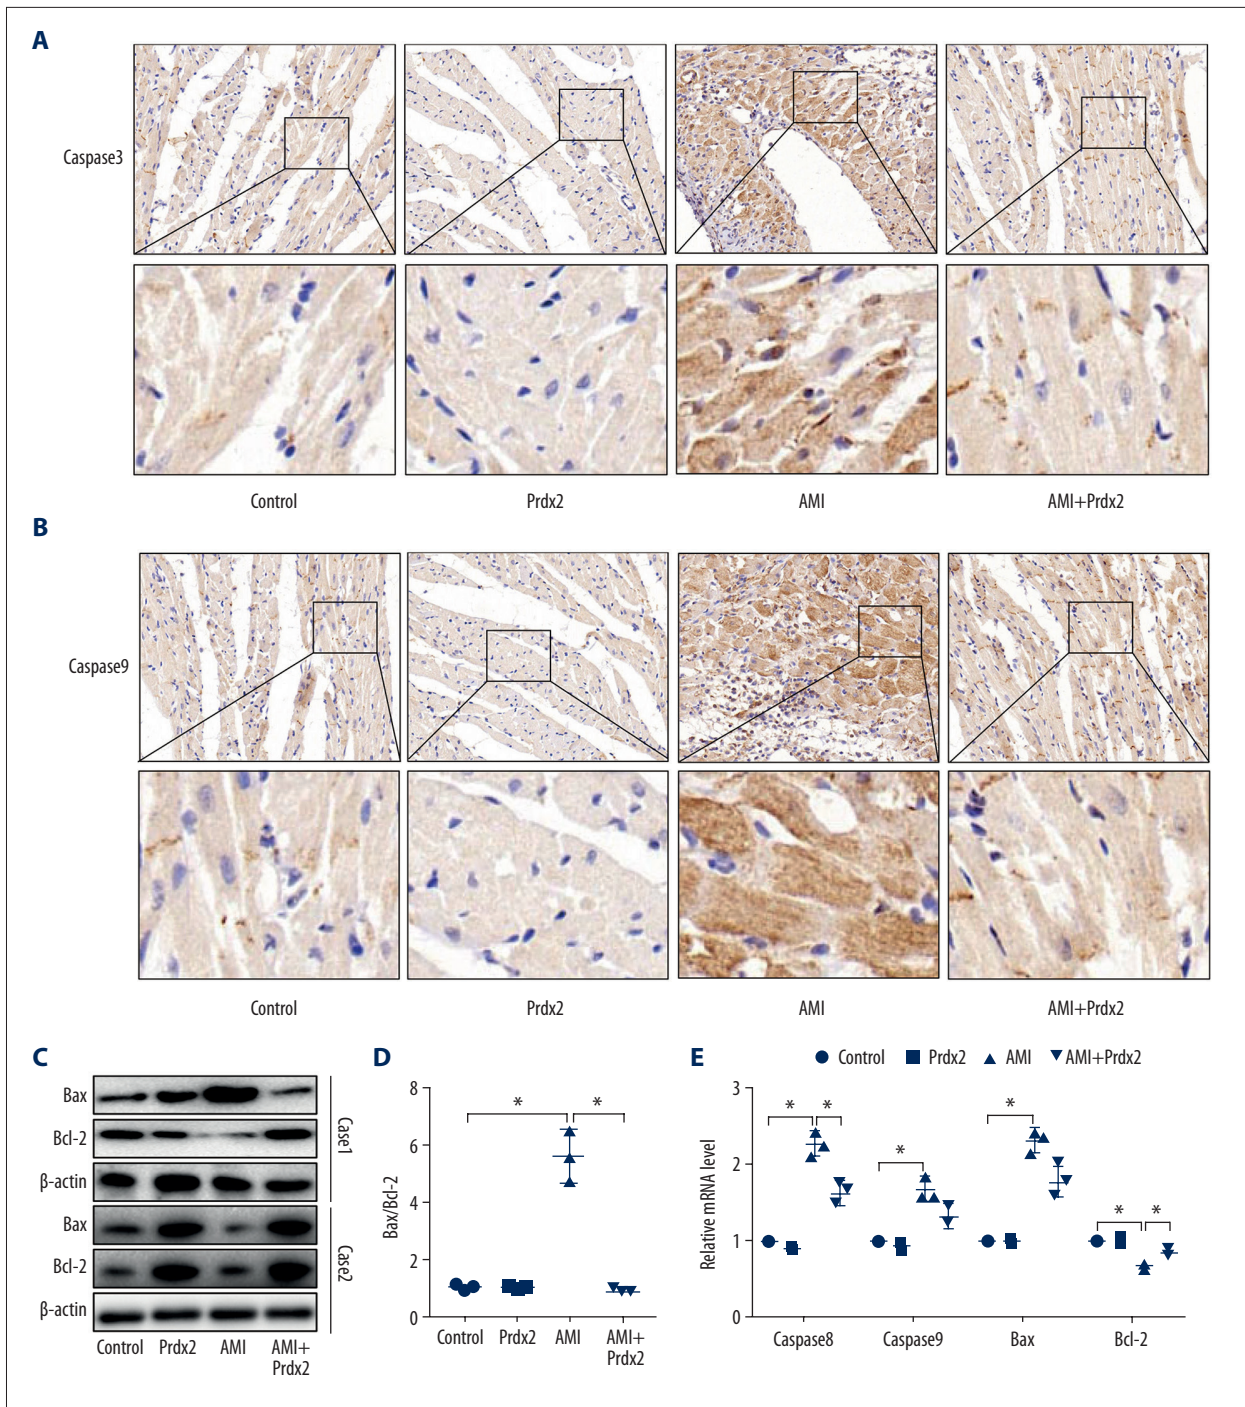 A
Caspase3
Control
Prdx2
AMI
AMI+Prdx2
B
Caspase9
Control
Prdx2
AMI
AMI+Prdx2
C
Bax
Bcl-2
β-actin
Case1
Bax
Bcl-2
β-actin
Case2
Control
Prdx2
AMI
AMI+
Prdx2
D
Bax/Bcl-2
8
6
4
2
0
*
*
Control
Prdx2
AMI
AMI+
Prdx2
E
Control
Prdx2
AMI
AMI+Prdx2
Relative mRNA level
3
2
1
0
*
*
*
*
*
*
Caspase8
Caspase9
Bax
Bcl-2